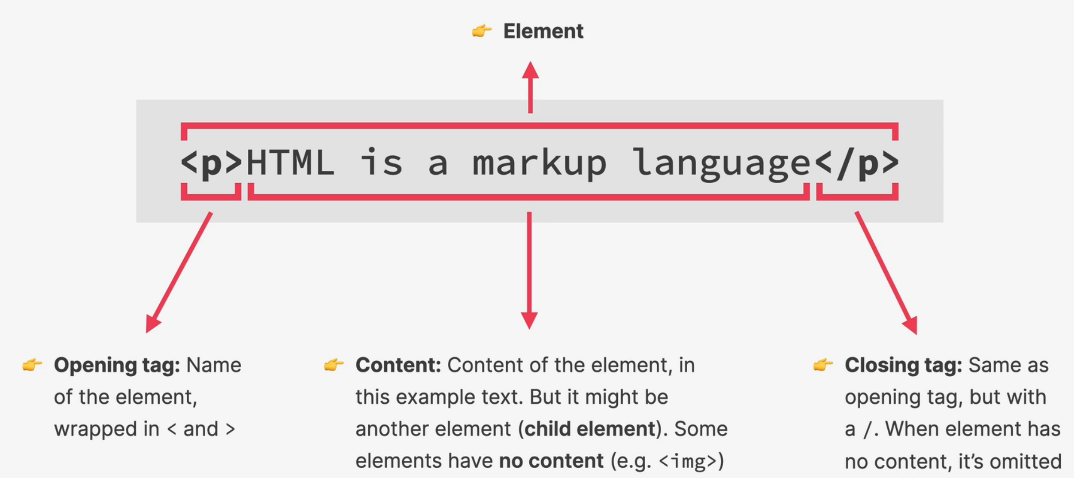 👉 Element
<p>HTML is a markup language</p>
👉 Opening tag: Name
of the element,
wrapped in < and >
👉 Content: Content of the element, in
this example text. But it might be
another element (child element). Some
elements have no content (e.g. <img>)
👉 Closing tag: Same as
opening tag, but with
a /. When element has
no content, it’s omitted